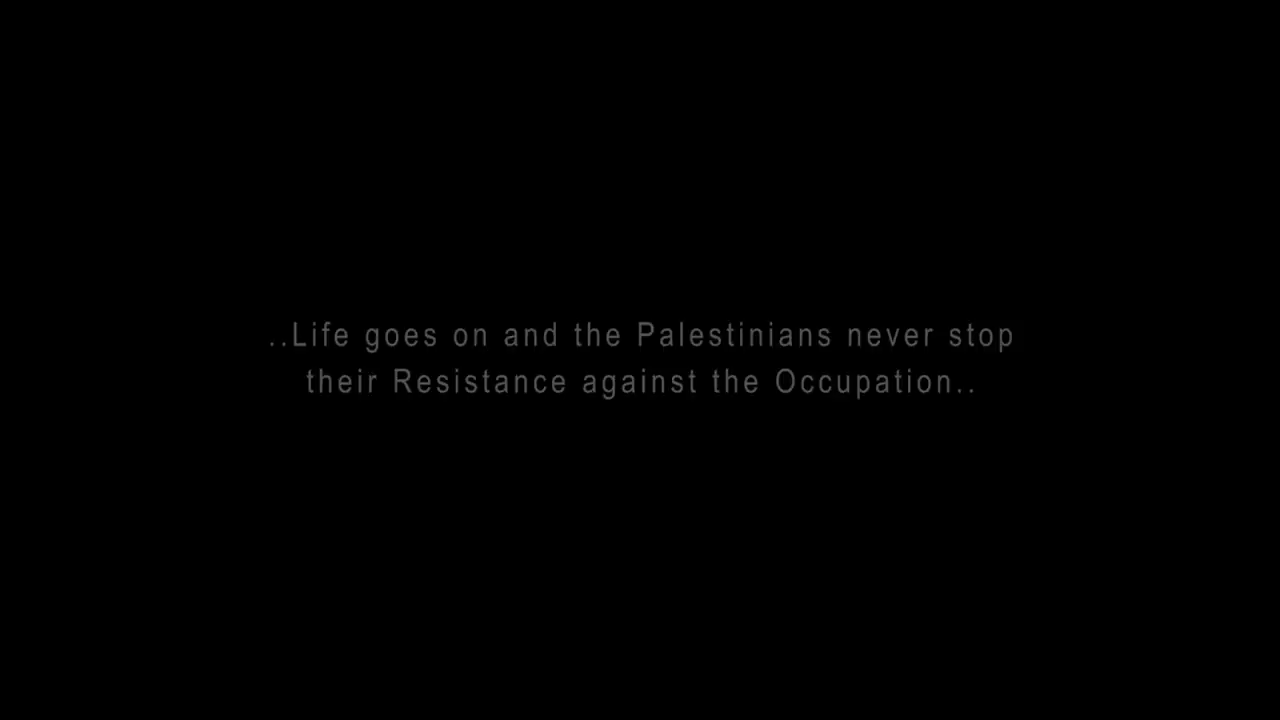 ..Life goes on and the Palestinians never stop
their Resistance against the Occupation..